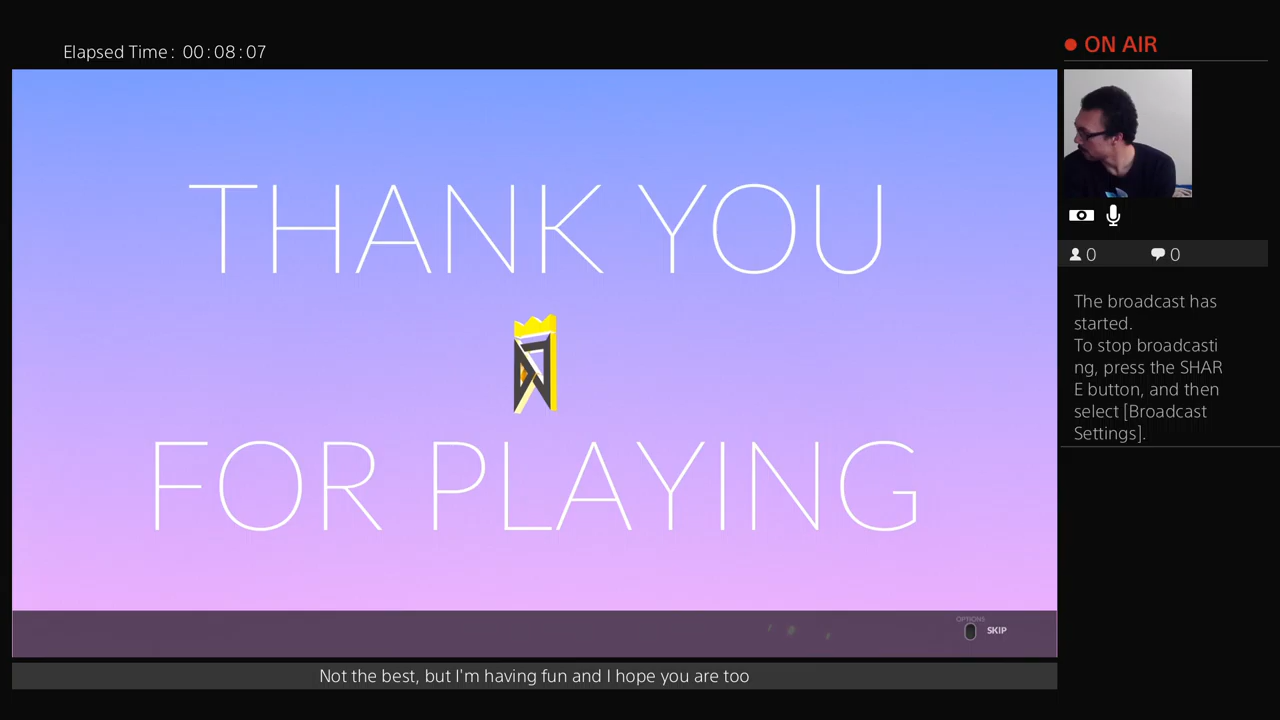 Elapsed Time: 00:08:07
ON AIR
THANK YOU
FOR PLAYING
0
0
The broadcast has
started.
To stop broadcasti
ng, press the SHAR
E button, and then
select [Broadcast
Settings].
OPTIONS
SKIP
Not the best, but I'm having fun and I hope you are too